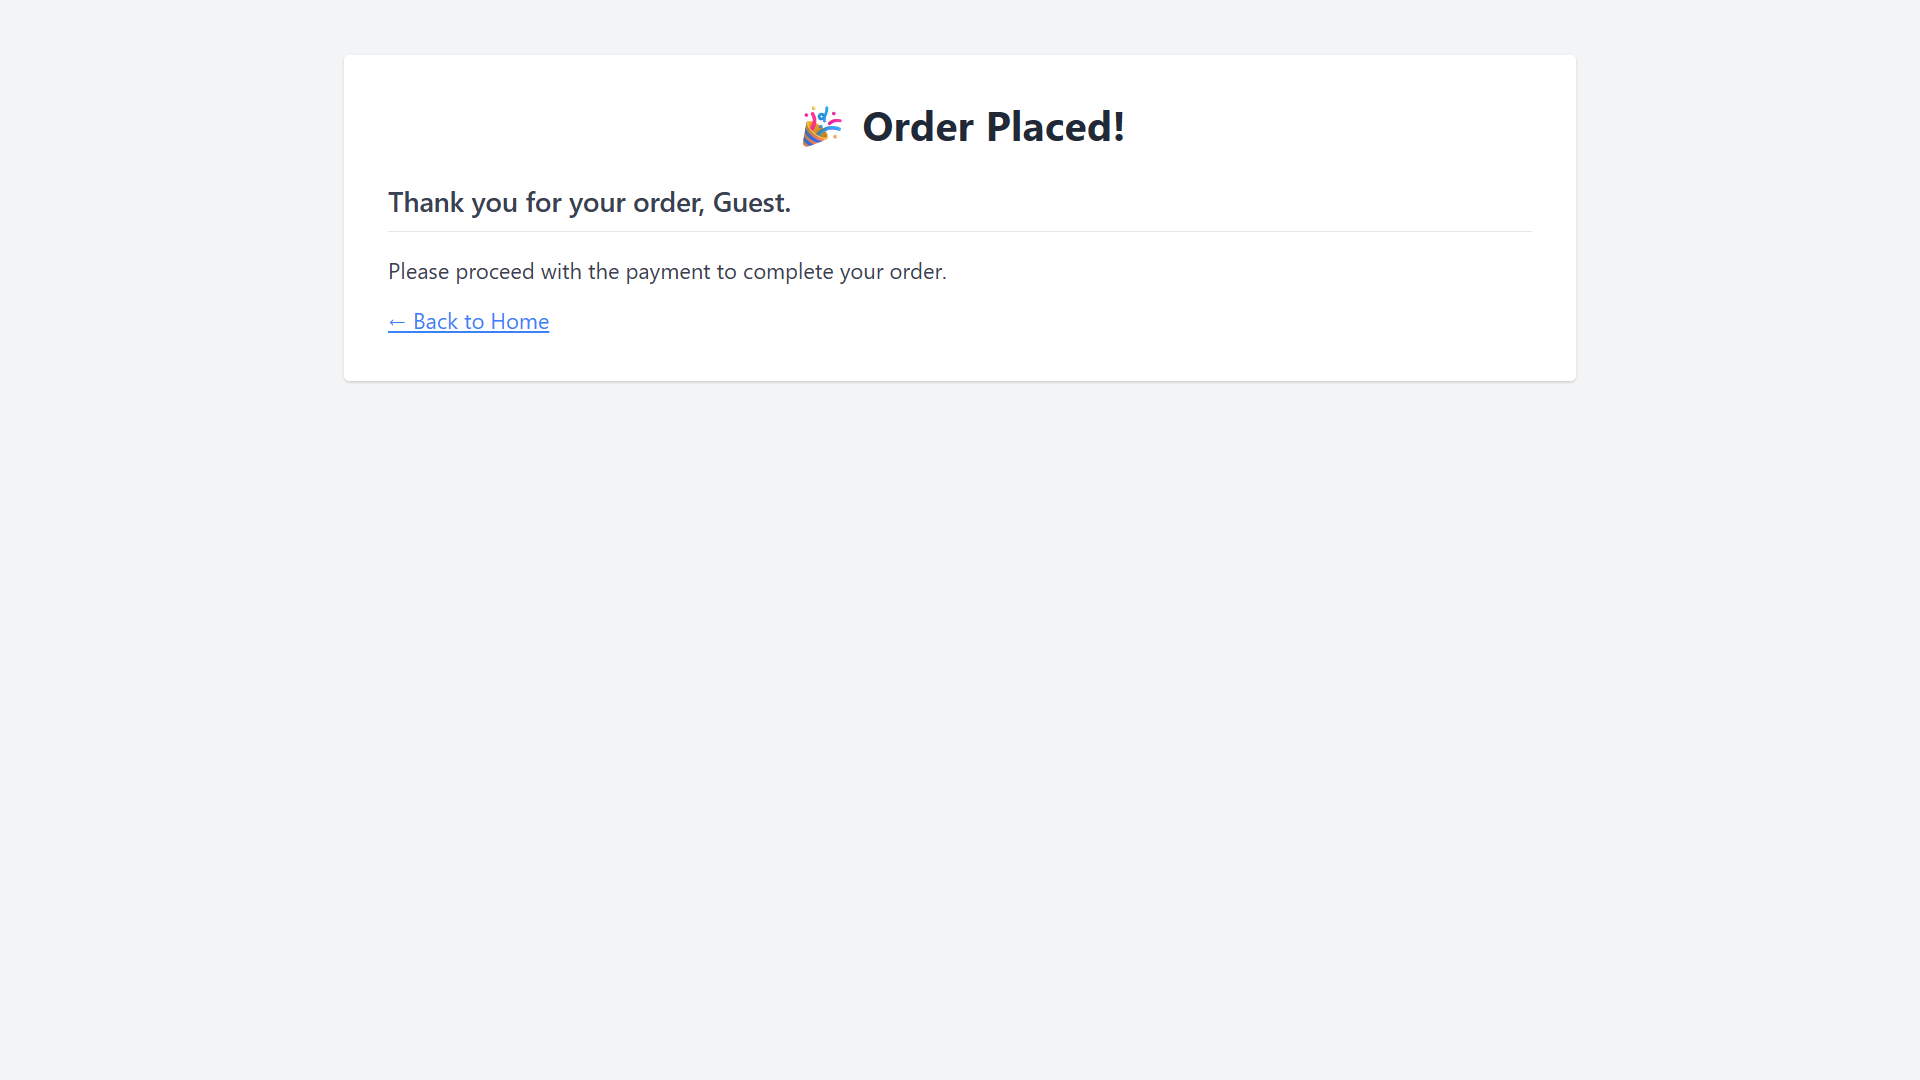 🎉 Order Placed!
Thank you for your order, Guest.
Please proceed with the payment to complete your order.
← Back to Home